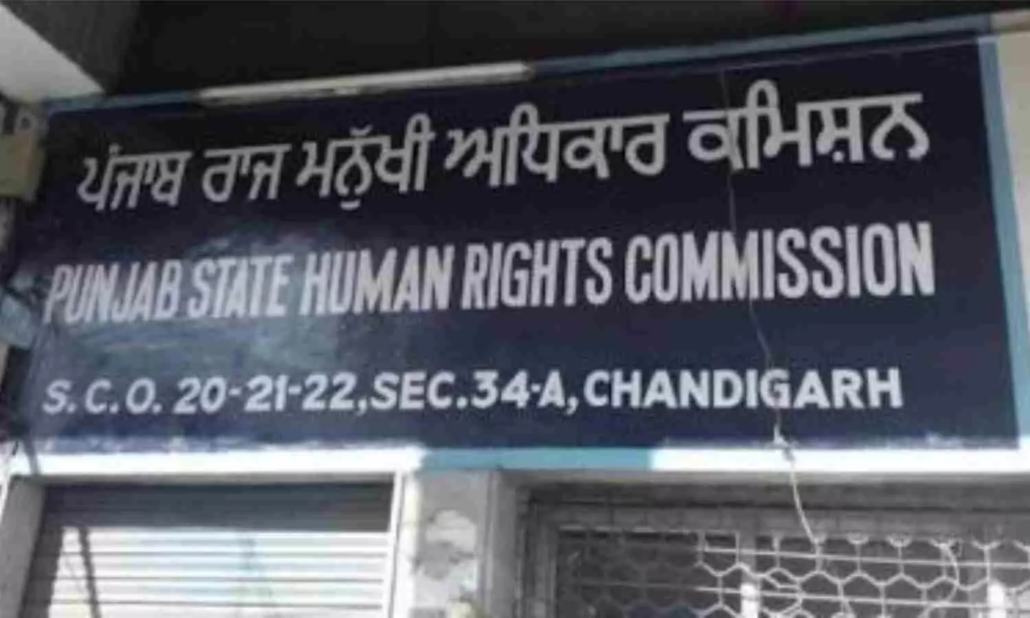 ਪੰਜਾਬ ਰਾਜ ਮਨੁੱਖੀ ਅਧਿਕਾਰ ਕਮਿਸ਼ਨ
PUNJAB STATE HUMAN RIGHTS COMMISSION
S.C.O. 20-21-22,SEC.34-A,CHANDIGARH